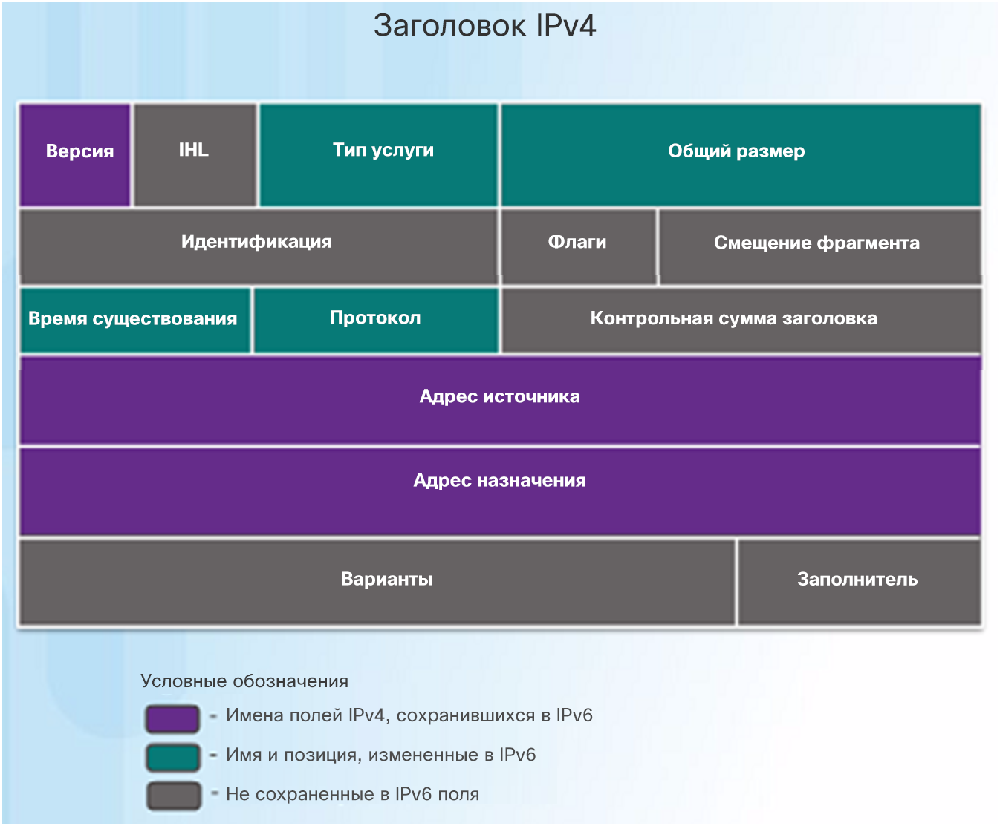 Заголовок IPv4
Версия
IHL
Тип услуги
Общий размер
Идентификация
Флаги
Смещение фрагмента
Время существования
Протокол
Контрольная сумма заголовка
Адрес источника
Адрес назначения
Варианты
Заполнитель
Условные обозначения
- Имена полей IPv4, сохранившихся в IPv6
- Имя и позиция, измененные в IPv6
- Не сохраненные в IPv6 поля